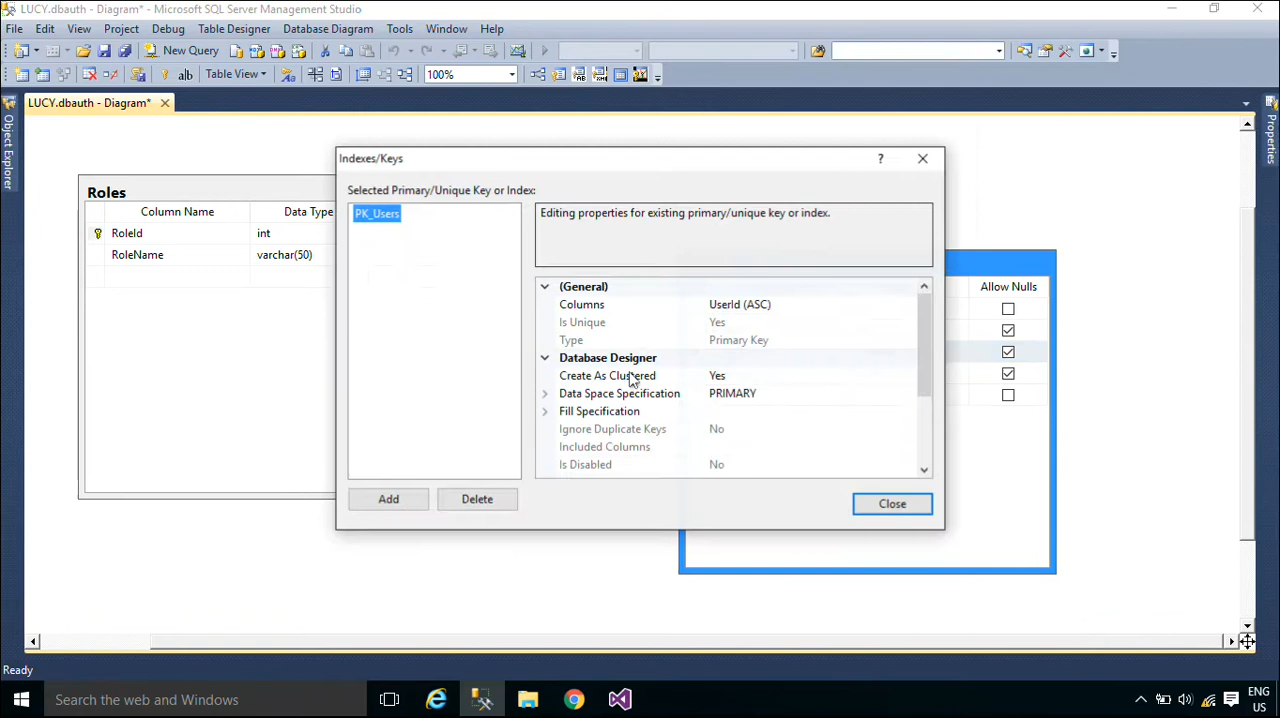 LUCY.dbauth - Diagram* - Microsoft SQL Server Management Studio
File Edit View Project Debug Table Designer Database Diagram Tools Window Help
New Query
Table View 100%
LUCY.dbauth - Diagram*
Object Explorer
Properties
Roles
Column Name Data Type
RoleId int
RoleName varchar(50)
Allow Nulls
Indexes/Keys
Selected Primary/Unique Key or Index:
PK_Users
Editing properties for existing primary/unique key or index.
(General)
Columns UserId (ASC)
Is Unique Yes
Type Primary Key
Database Designer
Create As Clustered Yes
Data Space Specification PRIMARY
Fill Specification
Ignore Duplicate Keys No
Included Columns
Is Disabled No
Add Delete Close
Ready
Search the web and Windows
ENG
US